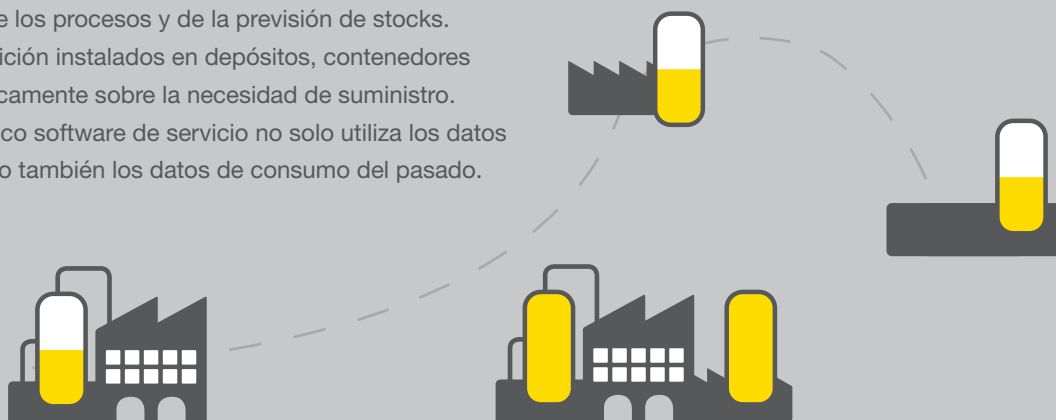 e los procesos y de la previsión de stocks.
ición instalados en depósitos, contenedores
camente sobre la necesidad de suministro.
co software de servicio no solo utiliza los datos
o también los datos de consumo del pasado.